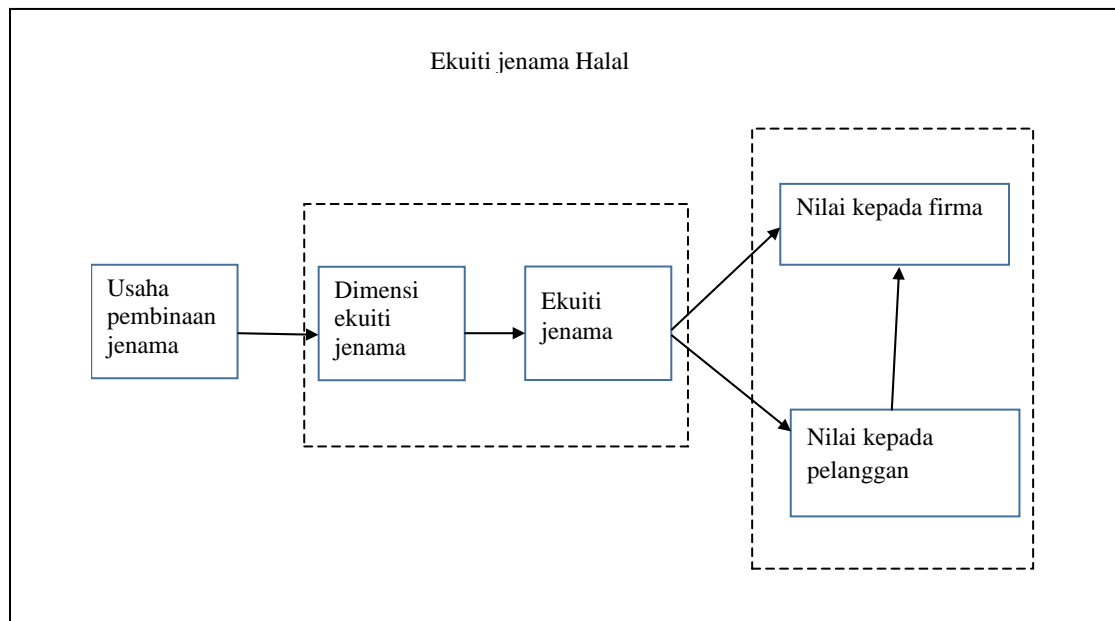 Ekuiti jenama Halal
Usaha
pembinaan
jenama
Dimensi
ekuiti
jenama
Ekuiti
jenama
Nilai kepada firma
Nilai kepada
pelanggan